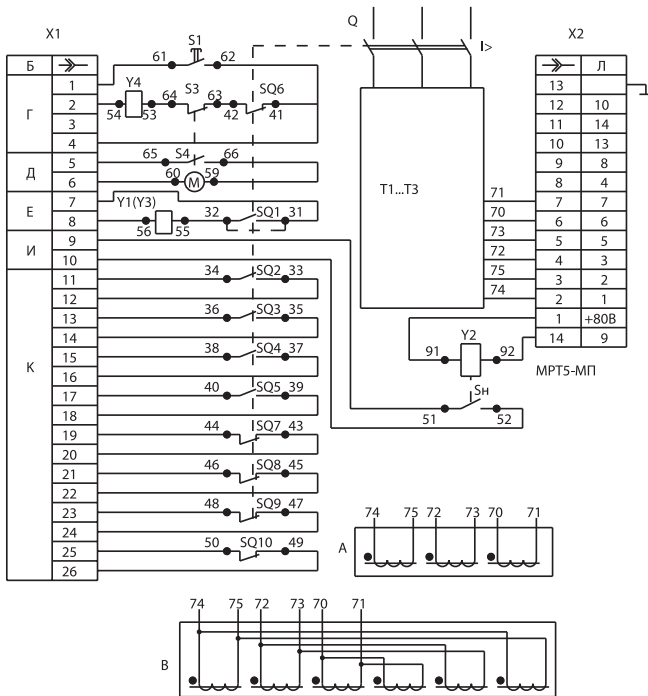 X1
Q
I>
X2
Б
Г
Д
Е
И
К
1
2
3
4
5
6
7
8
9
10
11
12
13
14
15
16
17
18
19
20
21
22
23
24
25
26
61 S1 62
54 Y4 53 64 S3 63 42 SQ6 41
65 S4 66
60 M 59
Y1(Y3)
56 55 32 SQ1 31
34 SQ2 33
36 SQ3 35
38 SQ4 37
40 SQ5 39
44 SQ7 43
46 SQ8 45
48 SQ9 47
50 SQ10 49
T1...T3
71
70
73
72
75
74
Л
13
12 10
11 14
10 13
9 8
8 4
7 7
6 6
5 5
4 3
3 2
2 1
1 +80В
14 9
МРТ5-МП
91 Y2 92
51 Sн 52
74 75 72 73 70 71
А
74 75 72 73 70 71
В